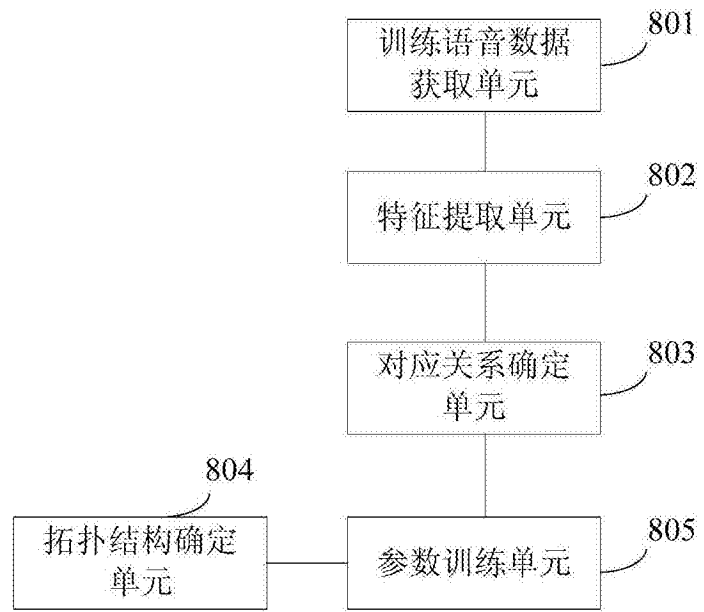 训练语音数据
获取单元
801
特征提取单元
802
对应关系确定
单元
803
804
拓扑结构确定
单元
参数训练单元
805